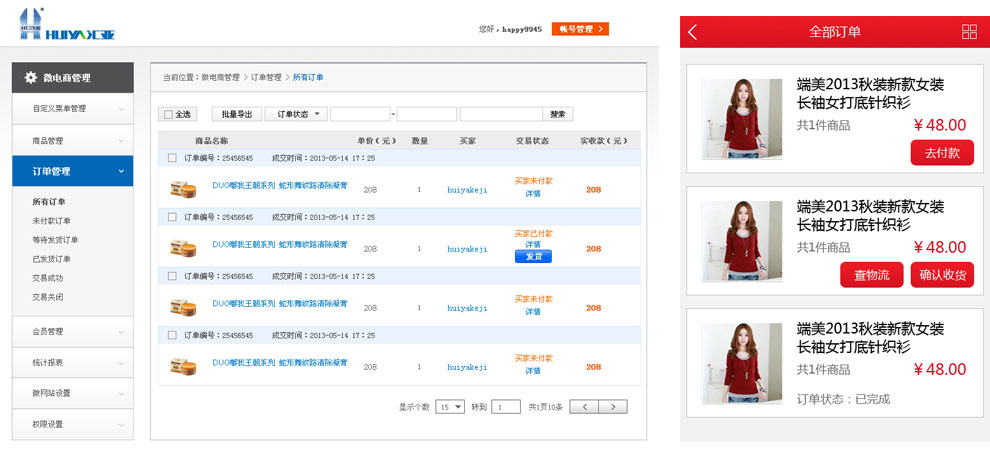 HUIYA汇亚
您好，happy9945
帐号管理 >
微电商管理
自定义菜单管理
商品管理
订单管理
所有订单
未付款订单
等待发货订单
已发货订单
交易成功
交易关闭
会员管理
统计报表
微网站设置
权限设置
当前位置：微电商管理 > 订单管理 > 所有订单
全选 批量导出 订单状态 - 搜索
商品名称 单价（元） 数量 买家 交易状态 实收款（元）
订单编号：25456545 成交时间：2013-05-14 17：25
DUO嘟我王朝系列 蛇形舞纹路清除凝膏 208 1 huiyakeji 买家未付款 208
详情
订单编号：25456545 成交时间：2013-05-14 17：25
DUO嘟我王朝系列 蛇形舞纹路清除凝膏 208 1 huiyakeji 买家已付款 208
详情
发货
订单编号：25456545 成交时间：2013-05-14 17：25
DUO嘟我王朝系列 蛇形舞纹路清除凝膏 208 1 huiyakeji 买家未付款 208
详情
订单编号：25456545 成交时间：2013-05-14 17：25
DUO嘟我王朝系列 蛇形舞纹路清除凝膏 208 1 huiyakeji 买家未付款 208
详情
显示个数 15 转到 1 共1页10条 < >
全部订单
端美2013秋装新款女装
长袖女打底针织衫
共1件商品 ¥48.00
去付款
端美2013秋装新款女装
长袖女打底针织衫
共1件商品 ¥48.00
查物流 确认收货
端美2013秋装新款女装
长袖女打底针织衫
共1件商品 ¥48.00
订单状态：已完成